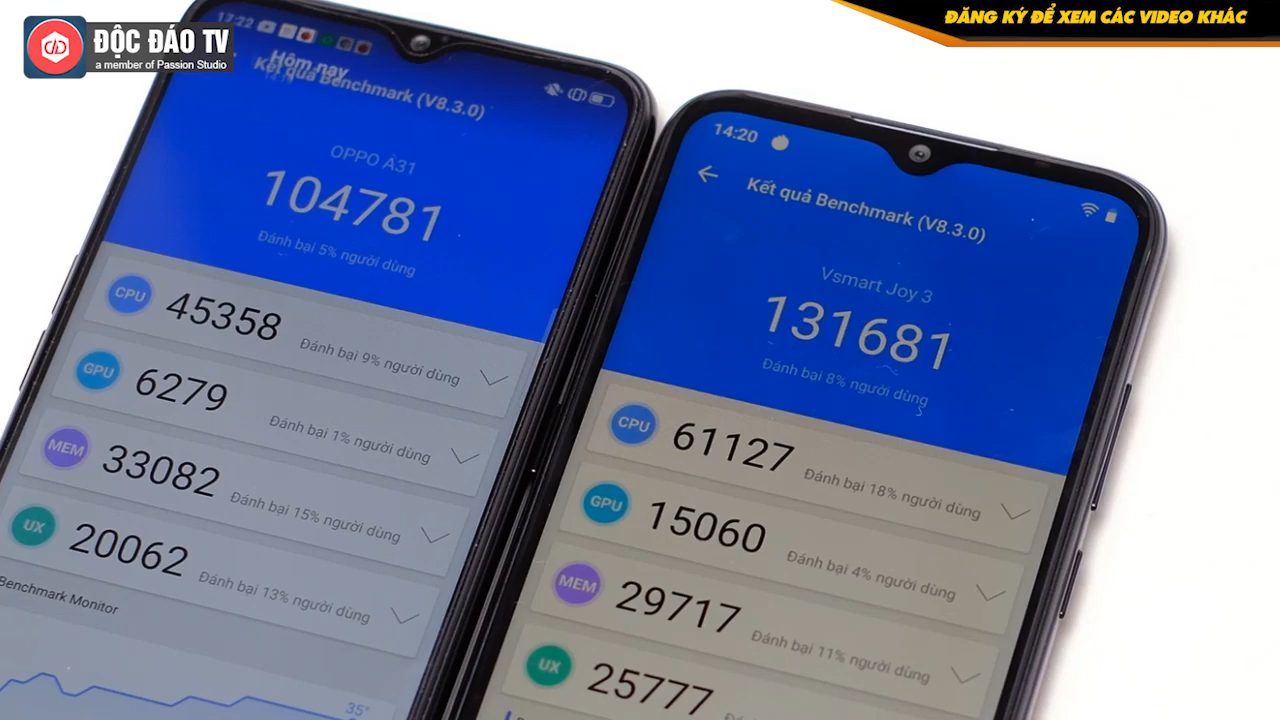 ĐỘC ĐÁO TV
a member of Passion Studio
ĐĂNG KÝ ĐỂ XEM CÁC VIDEO KHÁC
17:22
Hôm nay
Kết quả Benchmark (V8.3.0)
OPPO A31
104781
Đánh bại 5% người dùng
CPU 45358 Đánh bại 9% người dùng
GPU 6279 Đánh bại 1% người dùng
MEM 33082 Đánh bại 15% người dùng
UX 20062 Đánh bại 13% người dùng
Benchmark Monitor
35°
14:20
Kết quả Benchmark (V8.3.0)
Vsmart Joy 3
131681
Đánh bại 8% người dùng
CPU 61127 Đánh bại 18% người dùng
GPU 15060 Đánh bại 4% người dùng
MEM 29717 Đánh bại 11% người dùng
UX 25777